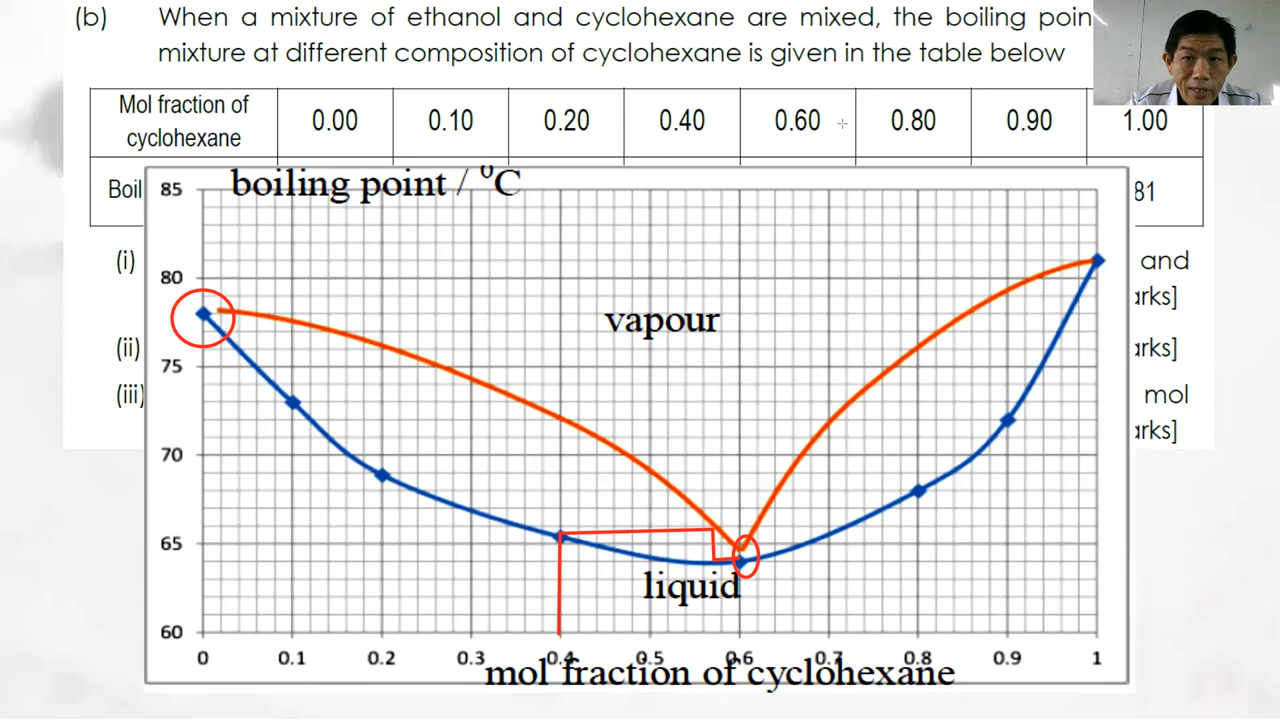 (b) When a mixture of ethanol and cyclohexane are mixed, the boiling poin
mixture at different composition of cyclohexane is given in the table below
Mol fraction of cyclohexane 0.00 0.10 0.20 0.40 0.60 0.80 0.90 1.00
Boil 81
boiling point / ⁰C
85
(i) and
80
arks]
vapour
(ii) arks]
75
(iii) mol
arks]
70
65
liquid
60
0 0.1 0.2 0.3 0.4 0.5 0.6 0.7 0.8 0.9 1
mol fraction of cyclohexane